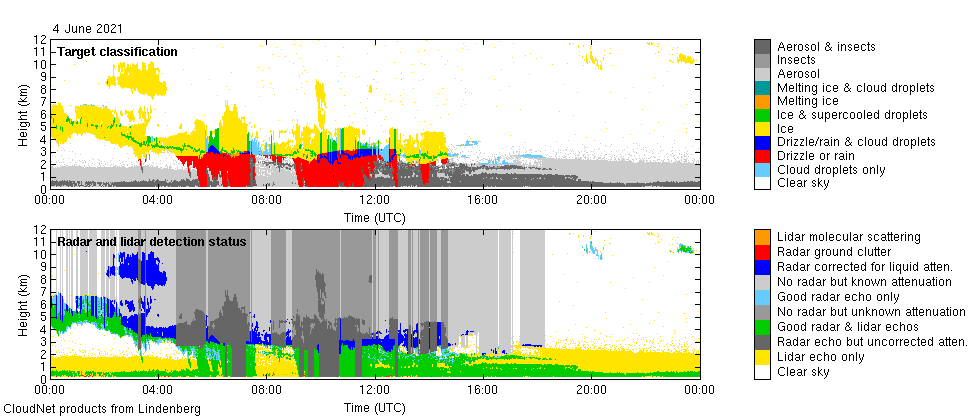 4 June 2021
Target classification
12
11
10
9
8
7
6
5
4
3
2
1
0
Height (km)
00:00 04:00 08:00 12:00 16:00 20:00 00:00
Time (UTC)
Aerosol & insects
Insects
Aerosol
Melting ice & cloud droplets
Melting ice
Ice & supercooled droplets
Ice
Drizzle/rain & cloud droplets
Drizzle or rain
Cloud droplets only
Clear sky
Radar and lidar detection status
12
11
10
9
8
7
6
5
4
3
2
1
0
Height (km)
00:00 04:00 08:00 12:00 16:00 20:00 00:00
Time (UTC)
Lidar molecular scattering
Radar ground clutter
Radar corrected for liquid atten.
No radar but known attenuation
Good radar echo only
No radar but unknown attenuation
Good radar & lidar echos
Radar echo but uncorrected atten.
Lidar echo only
Clear sky
CloudNet products from Lindenberg